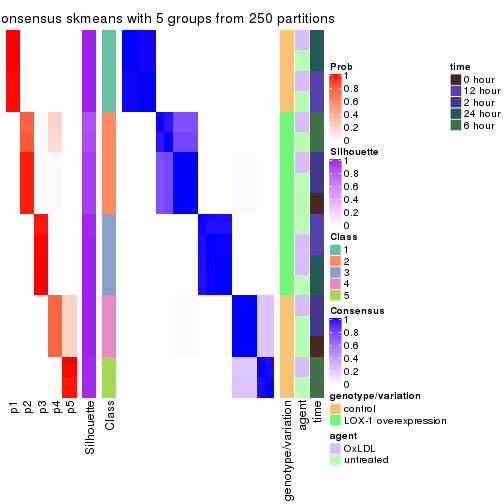 onsensus skmeans with 5 groups from 250 partitions
Prob
1
0.8
0.6
0.4
0.2
0
Silhouette
1
0.8
0.6
0.4
0.2
0
Class
1
2
3
4
5
Consensus
1
0.8
0.6
0.4
0.2
0
genotype/variation
control
LOX-1 overexpression
agent
OxLDL
untreated
time
0 hour
12 hour
2 hour
24 hour
6 hour
p1
p2
p3
p4
p5
Silhouette
Class
genotype/variation
agent
time